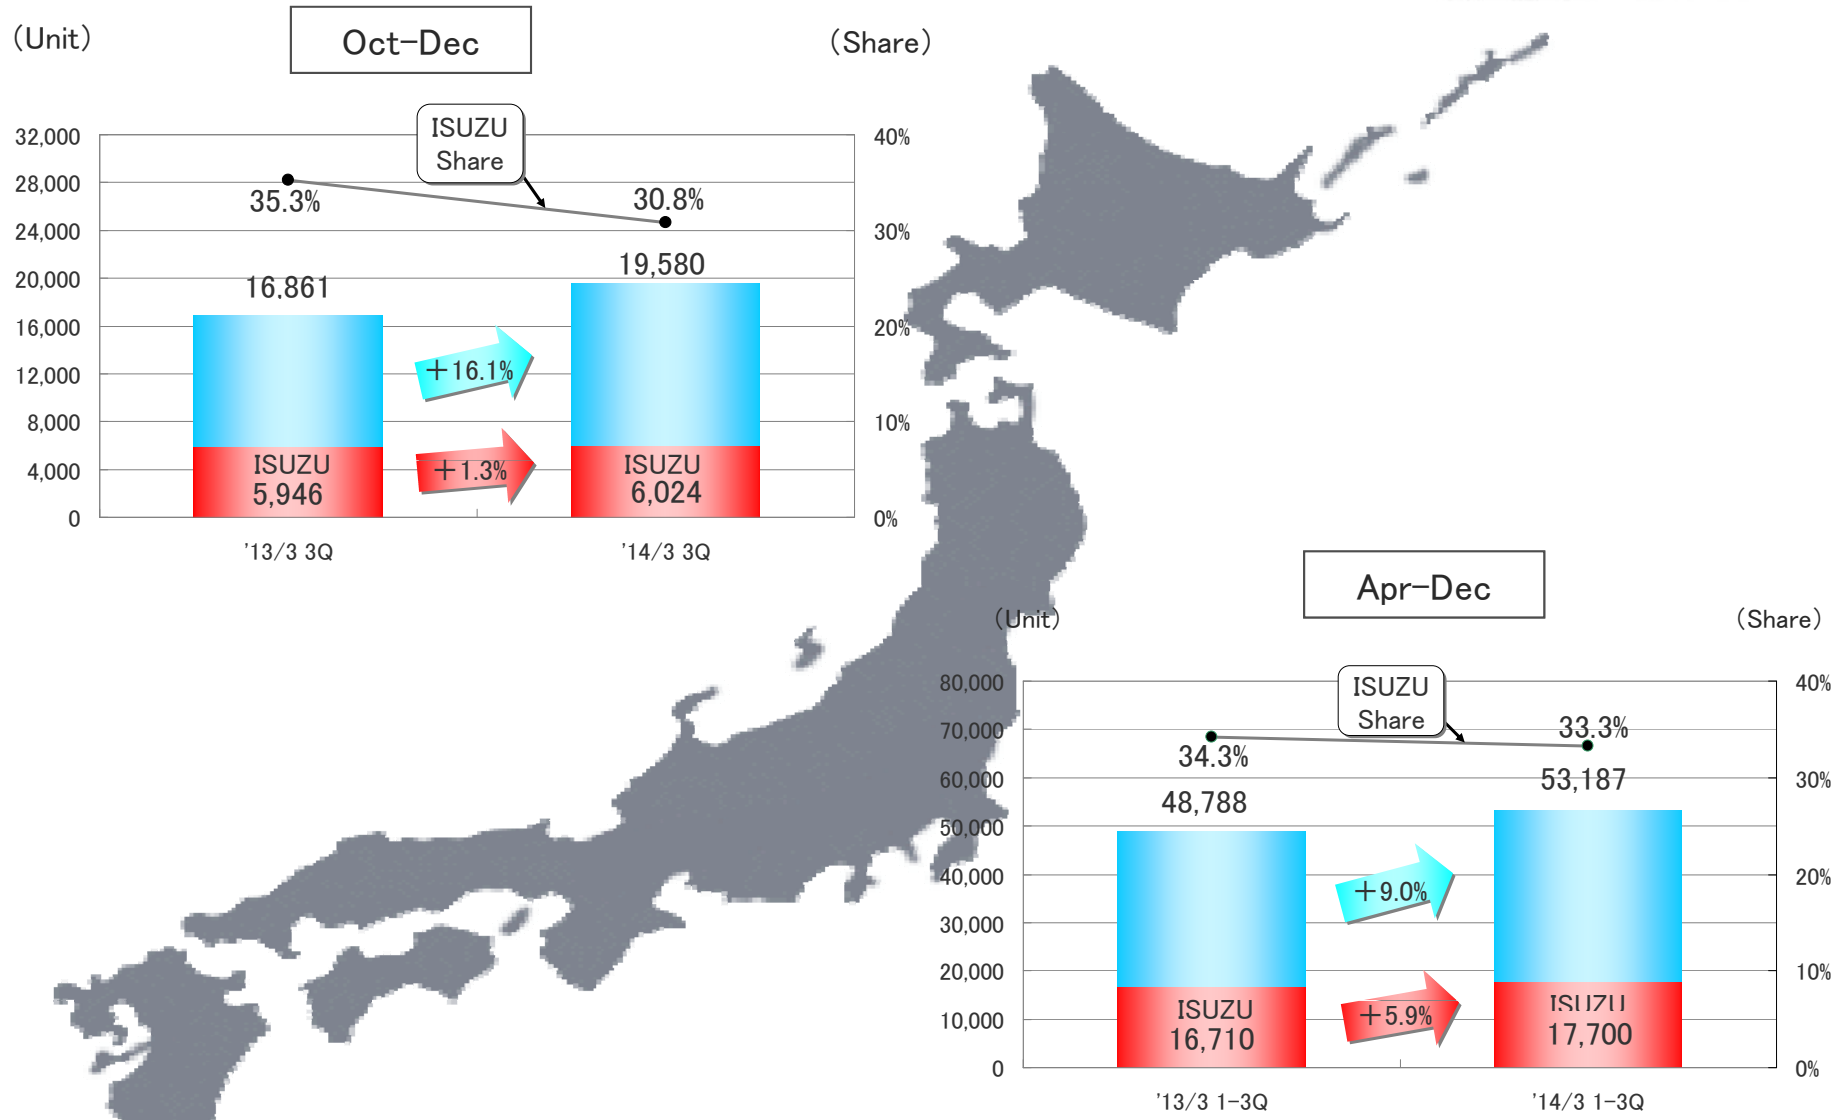 (Unit)
Oct-Dec
(Share)
ISUZU
Share
32,000
28,000
24,000
20,000
16,000
12,000
8,000
4,000
0
40%
30%
20%
10%
0%
35.3%
30.8%
16,861
19,580
+16.1%
+1.3%
ISUZU
5,946
ISUZU
6,024
'13/3 3Q
'14/3 3Q
Apr-Dec
(Unit)
(Share)
ISUZU
Share
80,000
70,000
60,000
50,000
40,000
30,000
20,000
10,000
0
40%
30%
20%
10%
0%
34.3%
33.3%
48,788
53,187
+9.0%
+5.9%
ISUZU
16,710
ISUZU
17,700
'13/3 1-3Q
'14/3 1-3Q